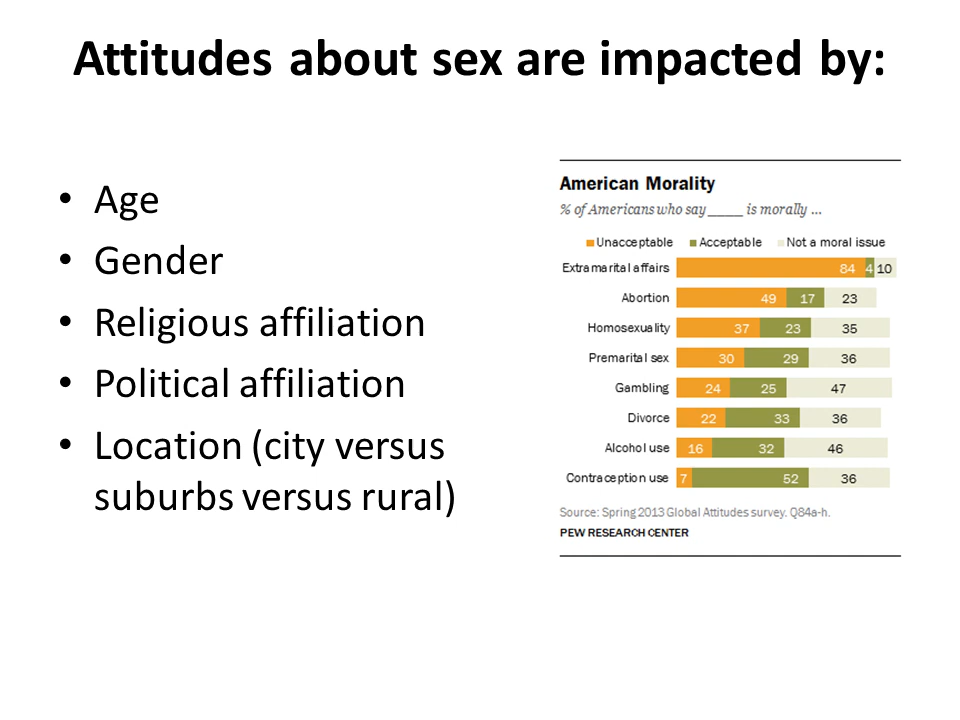 Attitudes about sex are impacted by:
• Age
• Gender
• Religious affiliation
• Political affiliation
• Location (city versus
suburbs versus rural)
American Morality
% of Americans who say _____ is morally ...
Unacceptable Acceptable Not a moral issue
Extramarital affairs 84 4 10
Abortion 49 17 23
Homosexuality 37 23 35
Premarital sex 30 29 36
Gambling 24 25 47
Divorce 22 33 36
Alcohol use 16 32 46
Contraception use 7 52 36
Source: Spring 2013 Global Attitudes survey. Q84a-h.
PEW RESEARCH CENTER